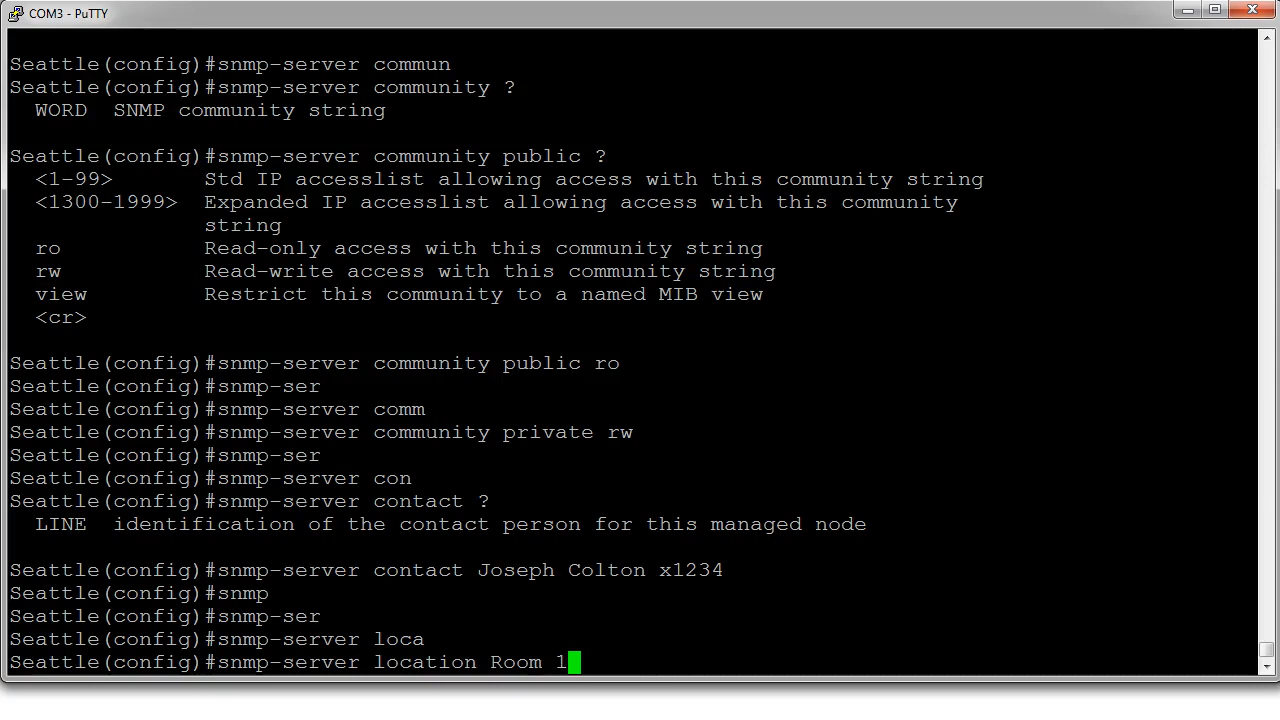 COM3 - PuTTY
Seattle(config)#snmp-server commun
Seattle(config)#snmp-server community ?
  WORD  SNMP community string
Seattle(config)#snmp-server community public ?
  <1-99>       Std IP accesslist allowing access with this community string
  <1300-1999>  Expanded IP accesslist allowing access with this community
               string
  ro           Read-only access with this community string
  rw           Read-write access with this community string
  view         Restrict this community to a named MIB view
  <cr>
Seattle(config)#snmp-server community public ro
Seattle(config)#snmp-ser
Seattle(config)#snmp-server comm
Seattle(config)#snmp-server community private rw
Seattle(config)#snmp-ser
Seattle(config)#snmp-server con
Seattle(config)#snmp-server contact ?
  LINE  identification of the contact person for this managed node
Seattle(config)#snmp-server contact Joseph Colton x1234
Seattle(config)#snmp
Seattle(config)#snmp-ser
Seattle(config)#snmp-server loca
Seattle(config)#snmp-server location Room 1